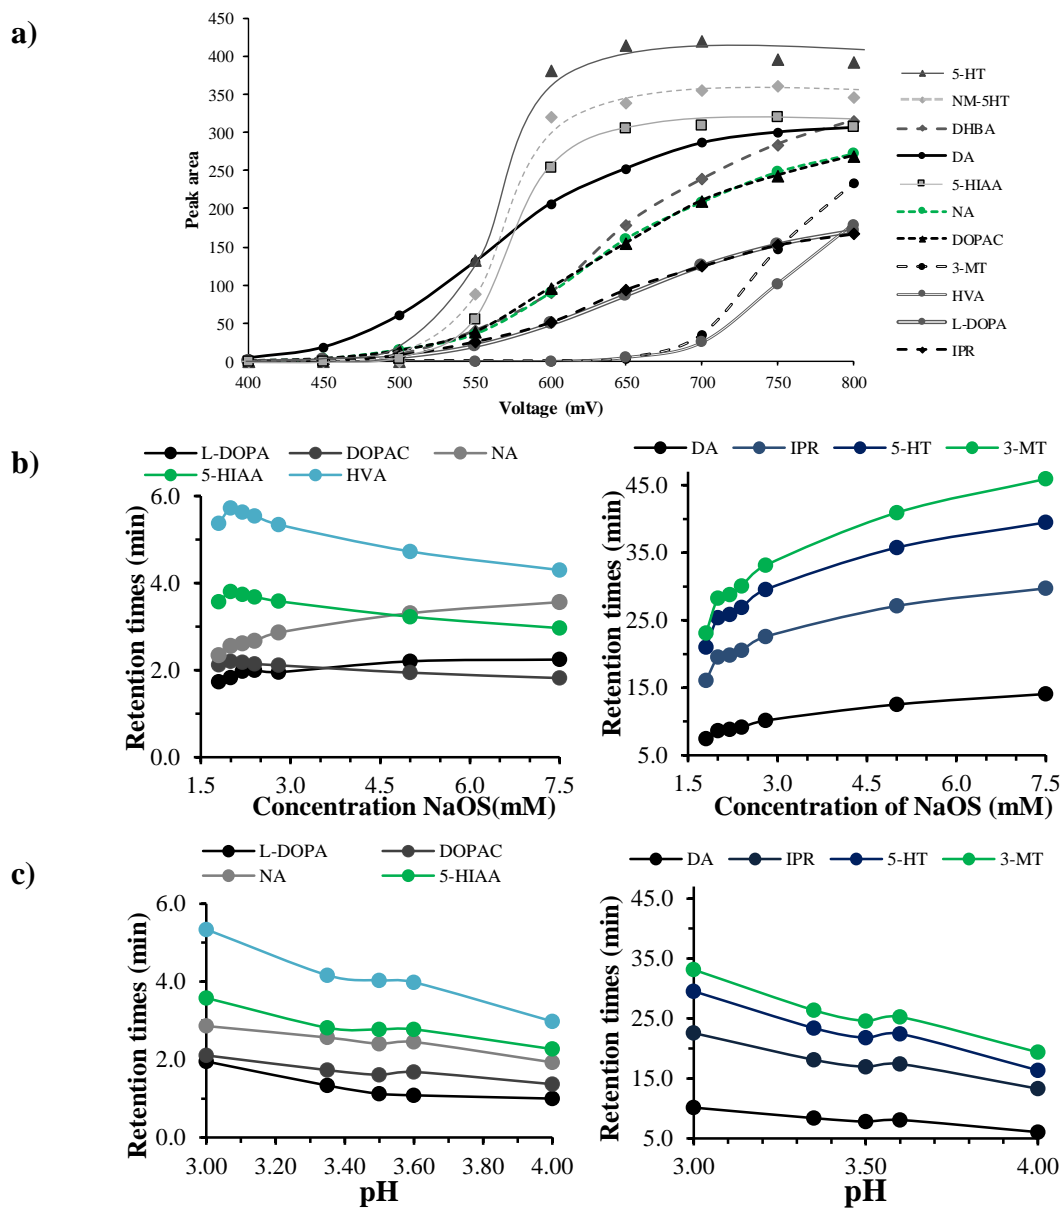 a)
450
400
350
300
250
200
150
100
50
0
Peak area
400 450 500 550 600 650 700 750 800
Voltage (mV)
5-HT
NM-5HT
DHBA
DA
5-HIAA
NA
DOPAC
3-MT
HVA
L-DOPA
IPR
b)
L-DOPA DOPAC NA
5-HIAA HVA
6.0
4.0
2.0
0.0
Retention times (min)
1.5 3.0 4.5 6.0 7.5
Concentration NaOS(mM)
DA IPR 5-HT 3-MT
45.0
35.0
25.0
15.0
5.0
Retention times (min)
1.5 3.0 4.5 6.0 7.5
Concentration of NaOS (mM)
c)
L-DOPA DOPAC
NA 5-HIAA
6.0
4.0
2.0
0.0
Retention times (min)
3.00 3.20 3.40 3.60 3.80 4.00
pH
DA IPR 5-HT 3-MT
45.0
35.0
25.0
15.0
5.0
Retention times (min)
3.00 3.50 4.00
pH